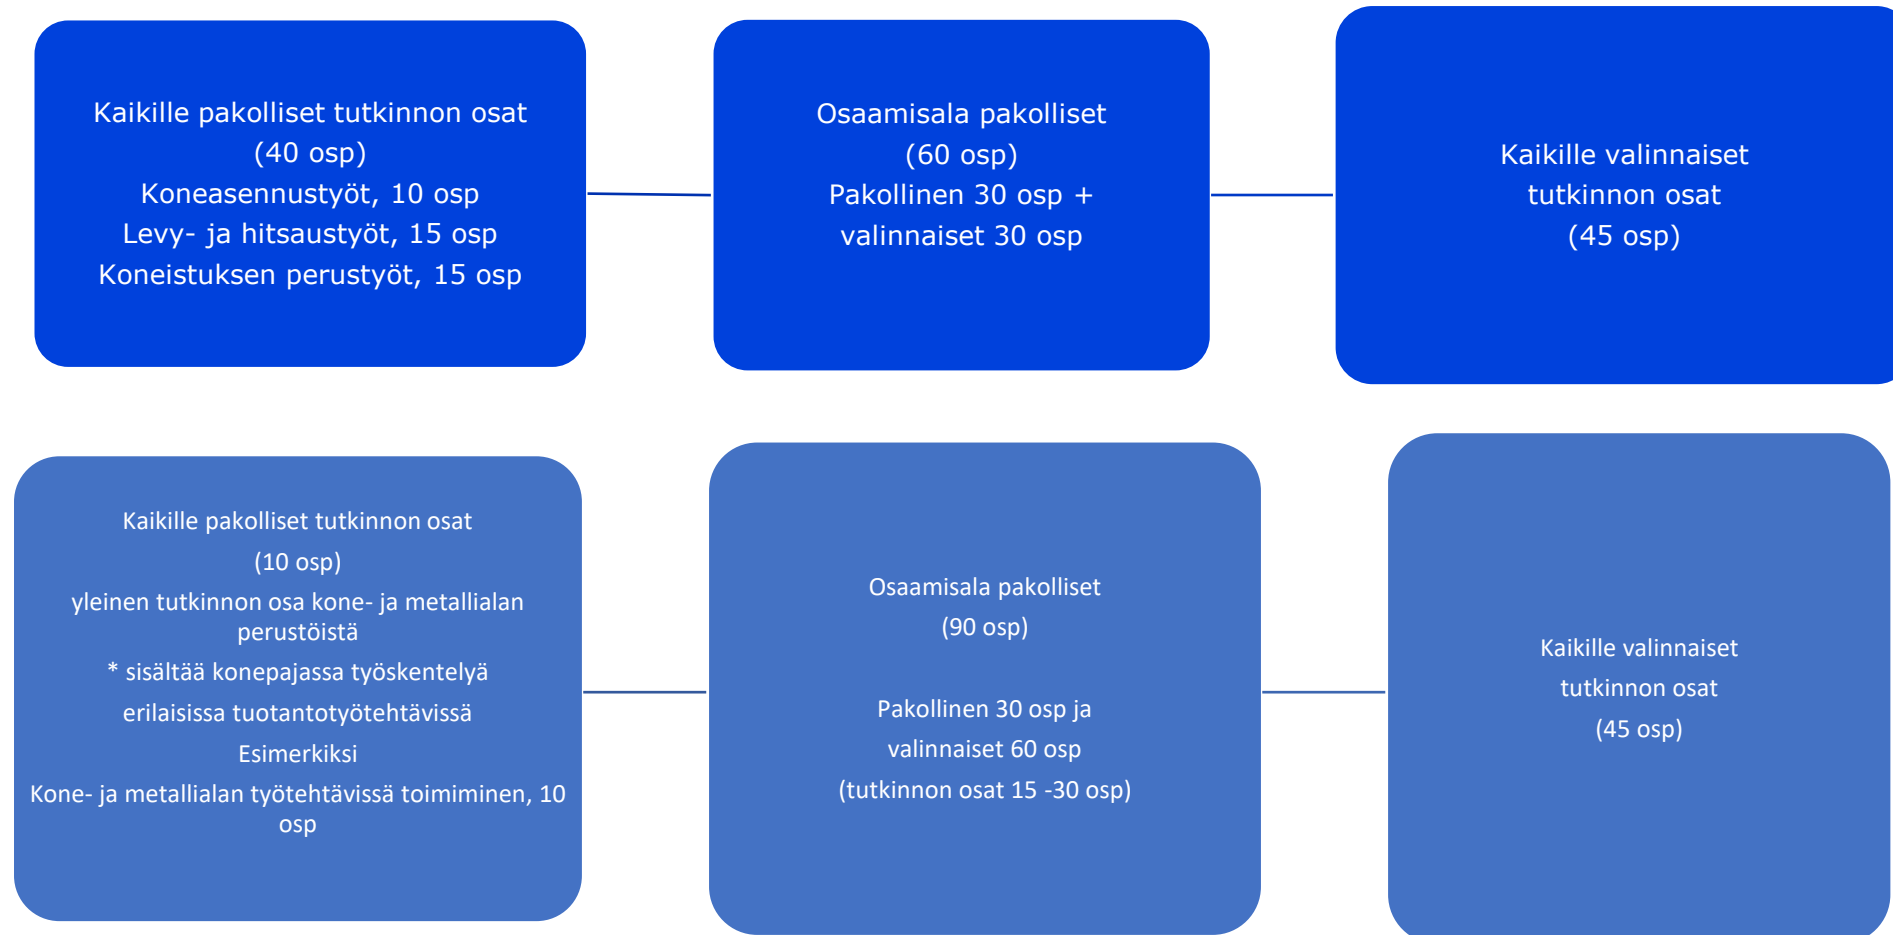 Kaikille pakolliset tutkinnon osat
(40 osp)
Koneasennustyöt, 10 osp
Levy- ja hitsaustyöt, 15 osp
Koneistuksen perustyöt, 15 osp
Osaamisala pakolliset
(60 osp)
Pakollinen 30 osp +
valinnaiset 30 osp
Kaikille valinnaiset
tutkinnon osat
(45 osp)
Kaikille pakolliset tutkinnon osat
(10 osp)
yleinen tutkinnon osa kone- ja metallialan
perustöistä
* sisältää konepajassa työskentelyä
erilaisissa tuotantotyötehtävissä
Esimerkiksi
Kone- ja metallialan työtehtävissä toimiminen, 10
osp
Osaamisala pakolliset
(90 osp)
Pakollinen 30 osp ja
valinnaiset 60 osp
(tutkinnon osat 15 -30 osp)
Kaikille valinnaiset
tutkinnon osat
(45 osp)